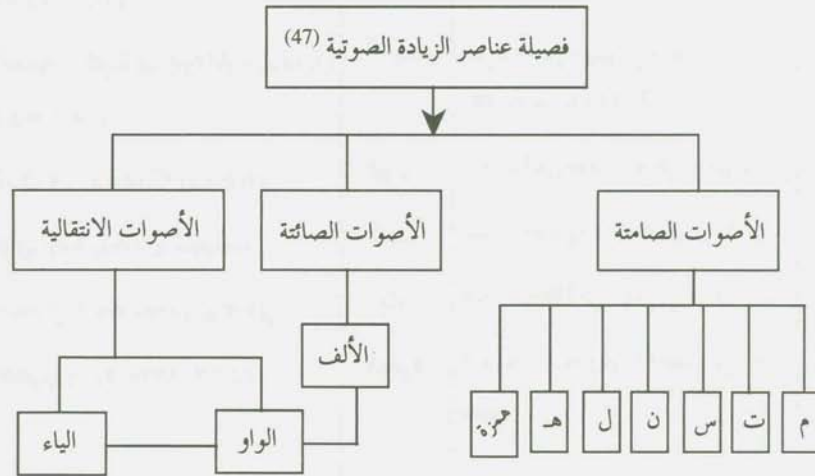 فصيلة عناصر الزيادة الصوتية (47)
الأصوات الصامتة
الأصوات الصائتة
الأصوات الانتقالية
م
ت
س
ن
ل
هـ
همزة
الألف
الواو
الياء